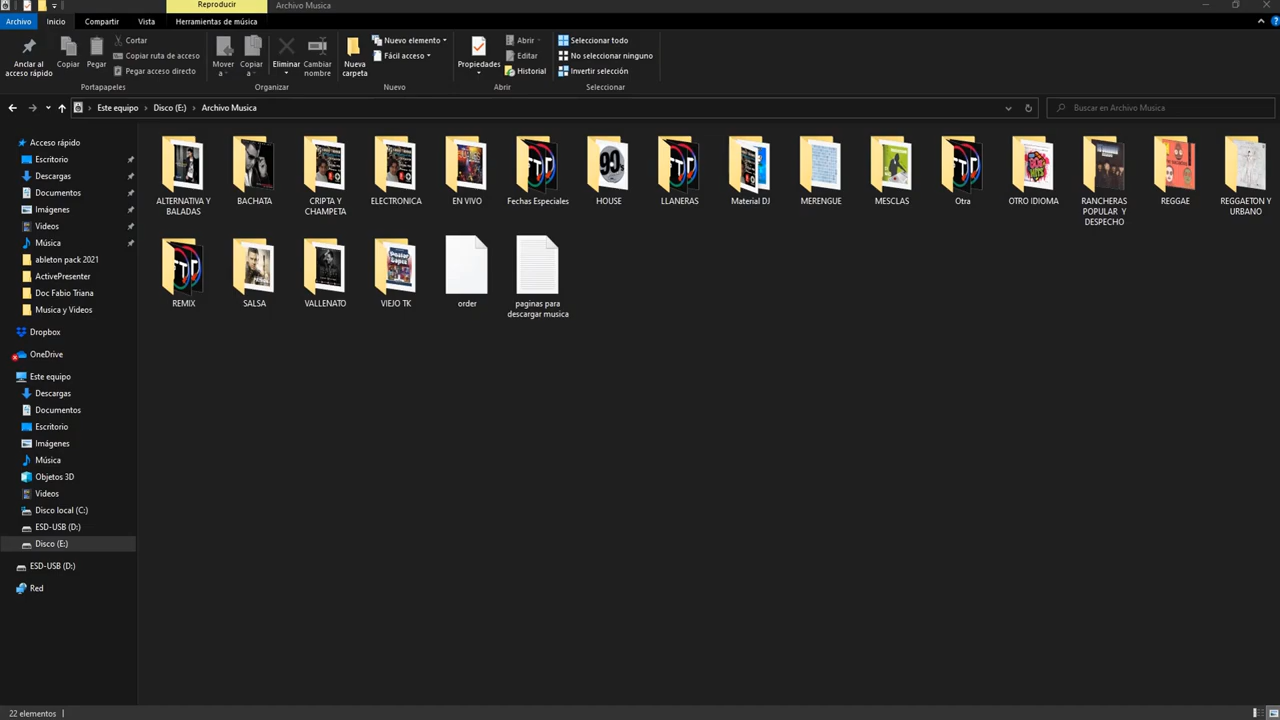 Reproducir
Archivo Musica
Archivo
Inicio
Compartir
Vista
Herramientas de música
Anclar al
acceso rápido
Copiar
Pegar
Cortar
Copiar ruta de acceso
Pegar acceso directo
Portapapeles
Mover
a
Copiar
a
Eliminar
Cambiar
nombre
Organizar
Nueva
carpeta
Nuevo elemento
Fácil acceso
Nuevo
Propiedades
Abrir
Editar
Historial
Abrir
Seleccionar todo
No seleccionar ninguno
Invertir selección
Seleccionar
Este equipo > Disco (E:) > Archivo Musica
Buscar en Archivo Musica
Acceso rápido
Escritorio
Descargas
Documentos
Imágenes
Videos
Música
ableton pack 2021
ActivePresenter
Doc Fabio Triana
Musica y Videos
Dropbox
OneDrive
Este equipo
Descargas
Documentos
Escritorio
Imágenes
Música
Objetos 3D
Videos
Disco local (C:)
ESD-USB (D:)
Disco (E:)
ESD-USB (D:)
Red
ALTERNATIVA Y
BALADAS
BACHATA
CRIPTA Y
CHAMPETA
ELECTRONICA
EN VIVO
Fechas Especiales
90s
HOUSE
LLANERAS
Material DJ
MERENGUE
MESCLAS
Otra
OTRO IDIOMA
RANCHERAS
POPULAR Y
DESPECHO
REGGAE
REGGAETON Y
URBANO
REMIX
SALSA
VALLENATO
VIEJO TK
order
paginas para
descargar musica
22 elementos